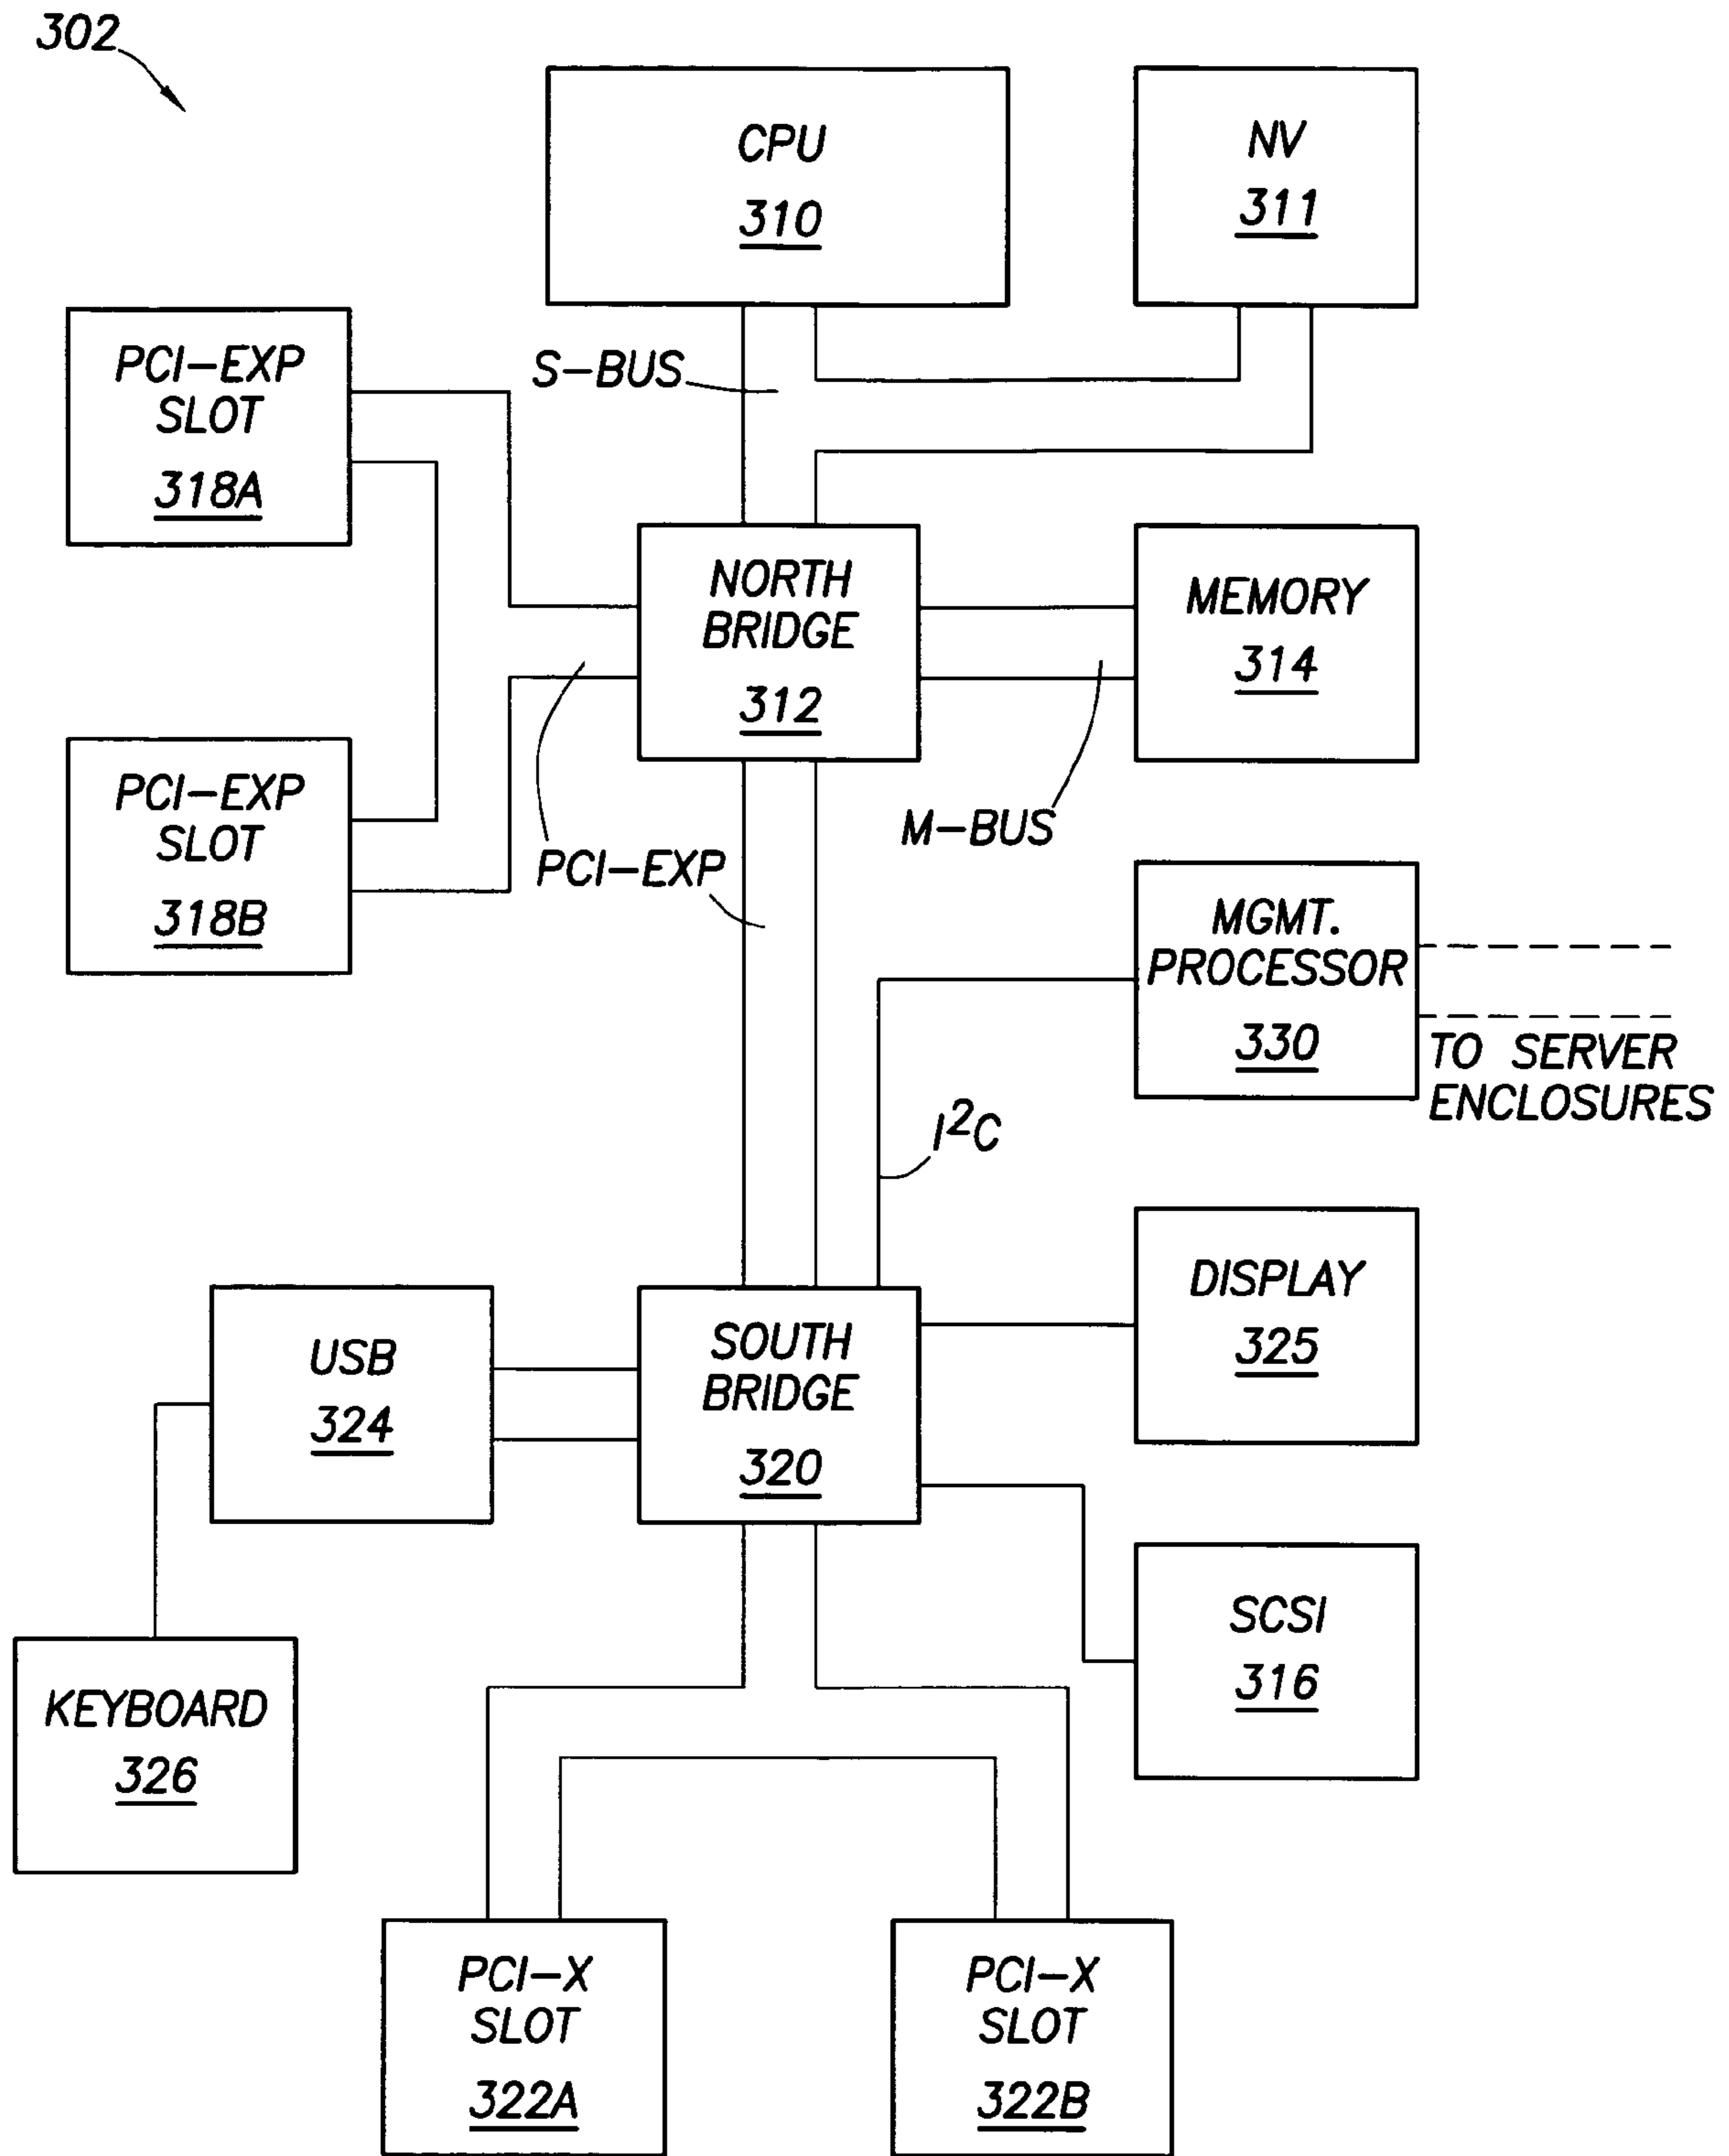 302
CPU
310
NV
311
PCI-EXP
SLOT
318A
S-BUS
NORTH
BRIDGE
312
MEMORY
314
PCI-EXP
SLOT
318B
PCI-EXP
M-BUS
MGMT.
PROCESSOR
330
TO SERVER
ENCLOSURES
I²C
DISPLAY
325
USB
324
SOUTH
BRIDGE
320
SCSI
316
KEYBOARD
326
PCI-X
SLOT
322A
PCI-X
SLOT
322B